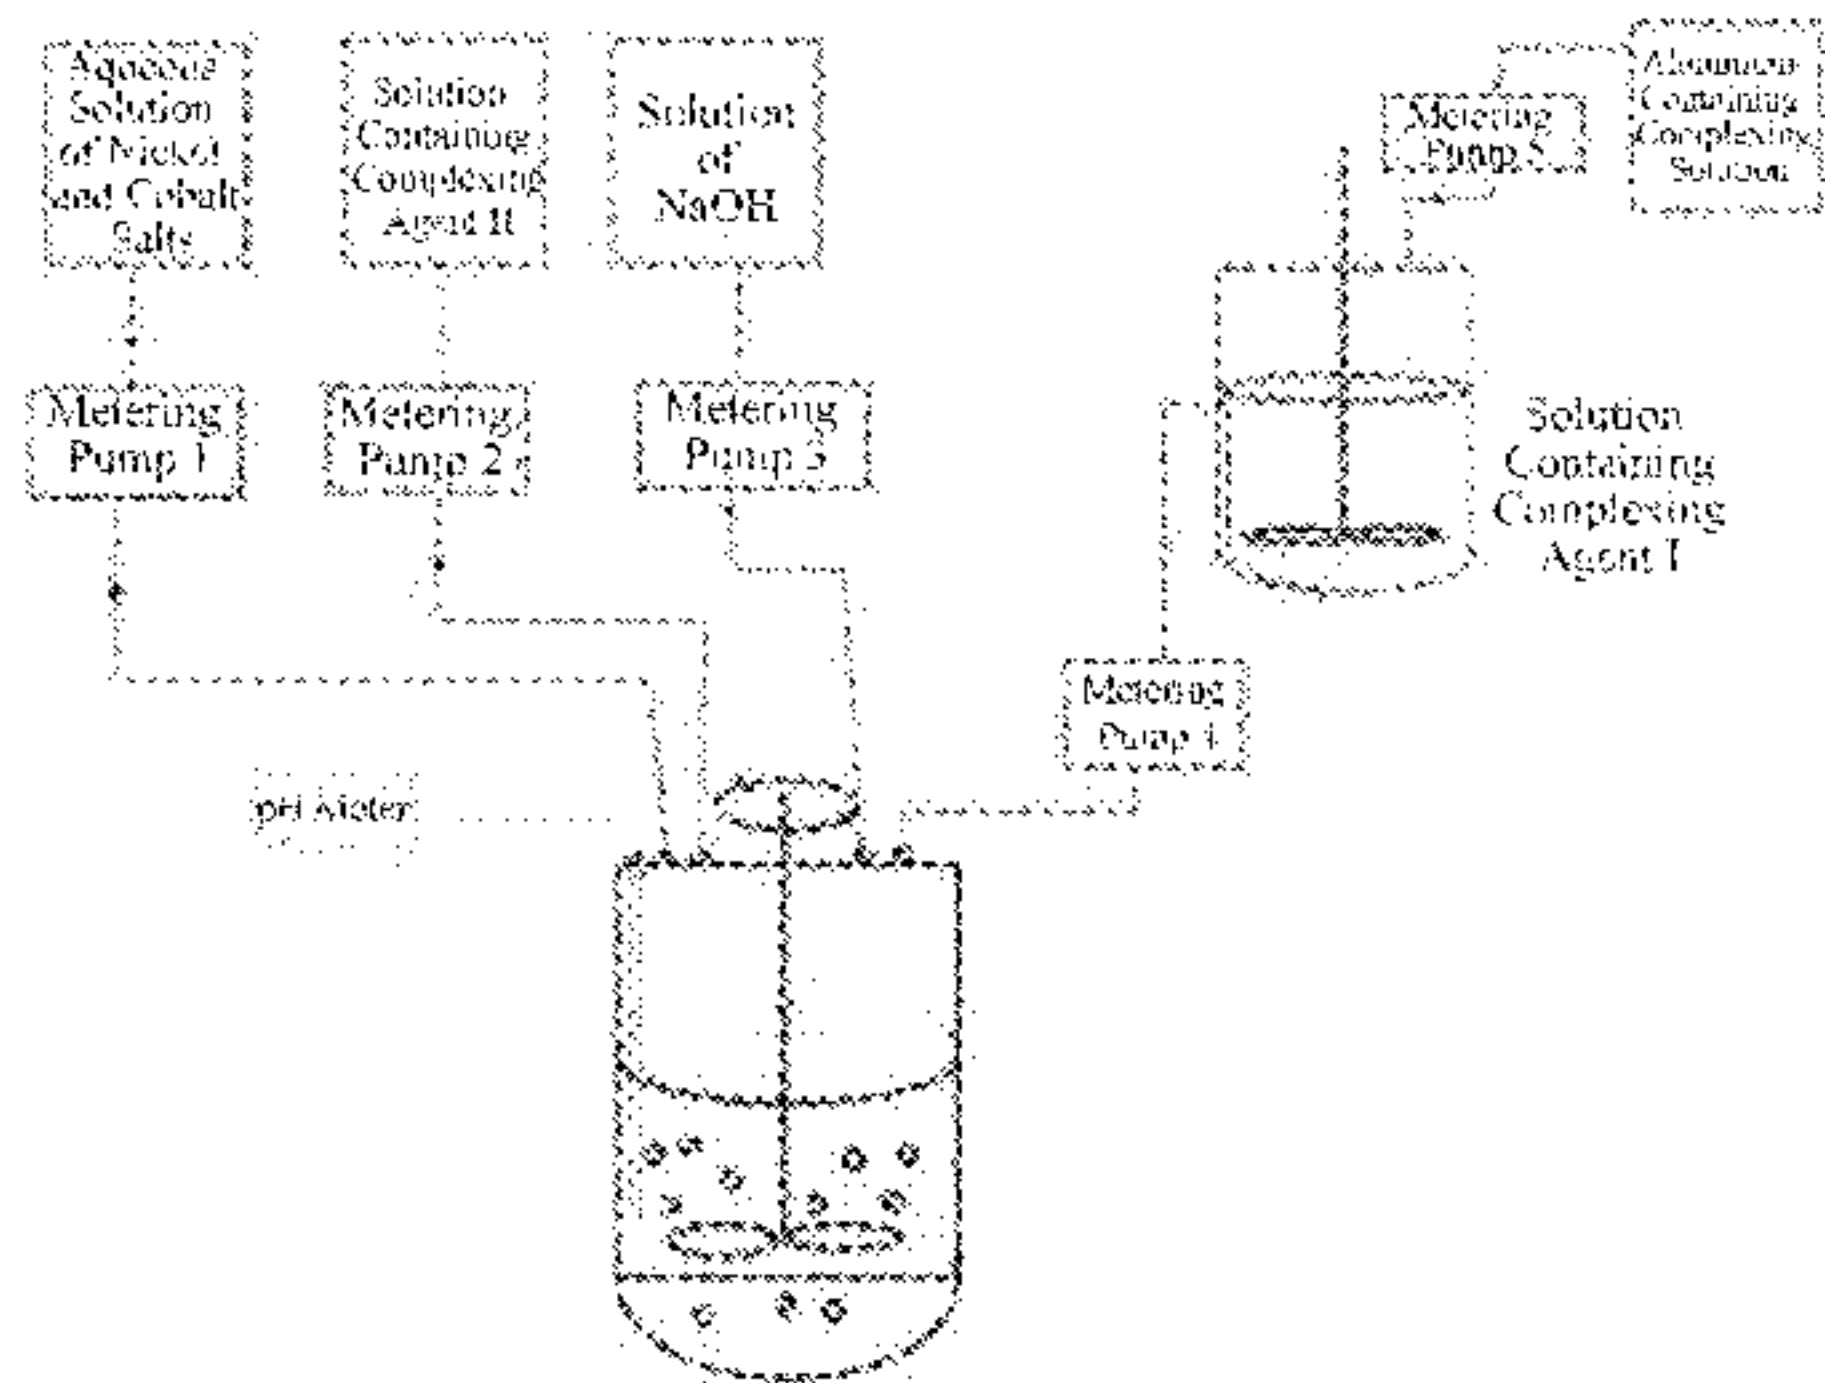 Aqueous
Solution
of Nickel
and Cobalt
Salts
Solution
Containing
Complexing
Agent II
Solution
of
NaOH
Metering
Pump 5
Containing
Complexing
Solution
Metering
Pump 1
Metering
Pump 2
Metering
Pump 3
Solution
Containing
Complexing
Agent I
Metering
Pump 4
pH Meter